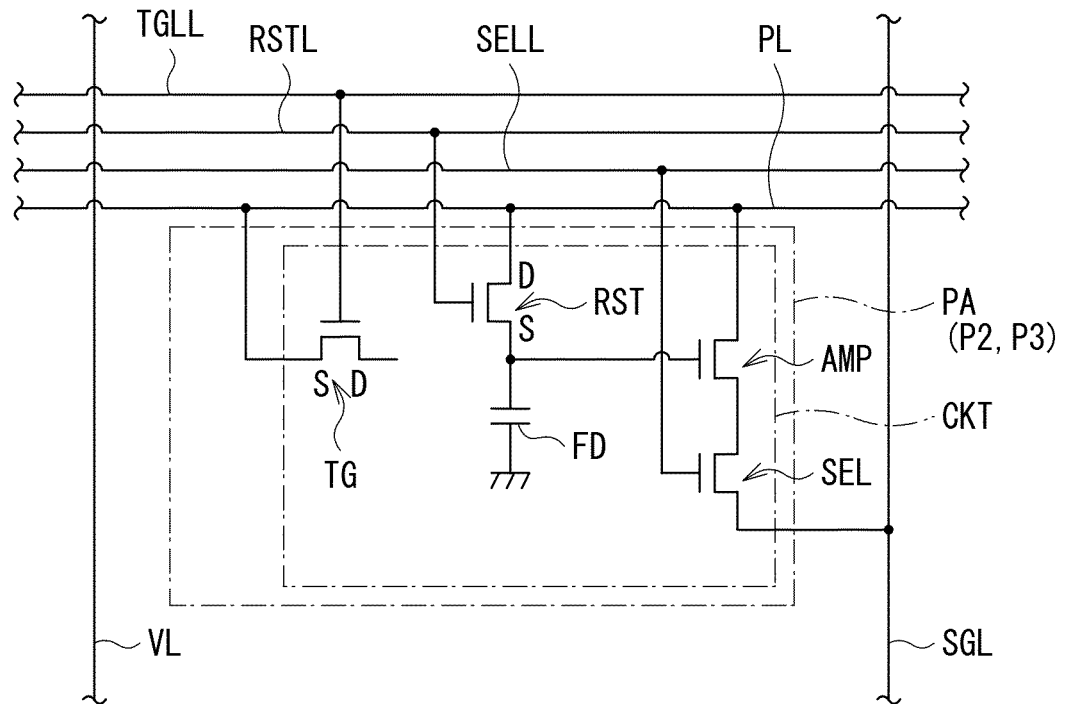 TGLL
RSTL
SELL
PL
D
RST
S
PA
(P2, P3)
AMP
S D
CKT
FD
TG
SEL
VL
SGL